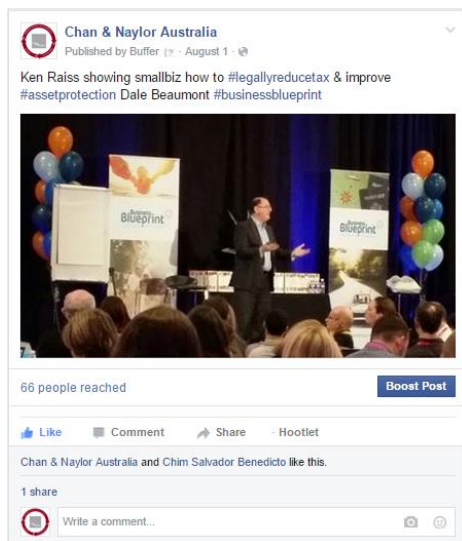 Chan & Naylor Australia
Published by Buffer [?] · August 1 ·
Ken Raiss showing smallbiz how to #legallyreducetax & improve
#assetprotection Dale Beaumont #businessblueprint
Business
Blueprint
Business
Blueprint
66 people reached
Boost Post
Like Comment Share · Hootlet
Chan & Naylor Australia and Chim Salvador Benedicto like this.
1 share
Write a comment...